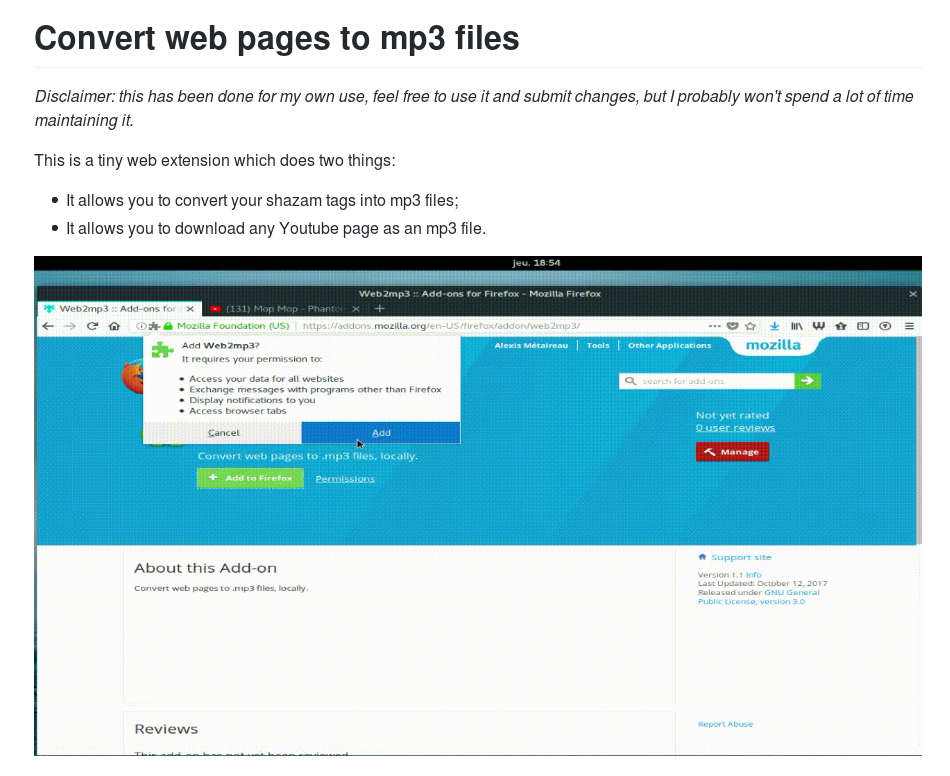 Convert web pages to mp3 files
Disclaimer: this has been done for my own use, feel free to use it and submit changes, but I probably won't spend a lot of time
maintaining it.
This is a tiny web extension which does two things:
It allows you to convert your shazam tags into mp3 files;
It allows you to download any Youtube page as an mp3 file.
jeu. 18:54
Web2mp3 :: Add-ons for Firefox - Mozilla Firefox
Web2mp3 :: Add-ons for
(131) Mop Mop - Phantom
Mozilla Foundation (US) https://addons.mozilla.org/en-US/firefox/addon/web2mp3/
Add Web2mp3?
It requires your permission to:
Access your data for all websites
Exchange messages with programs other than Firefox
Display notifications to you
Access browser tabs
Cancel Add
Alexis Métaireau Tools Other Applications mozilla
search for add-ons
Not yet rated
0 user reviews
Manage
Convert web pages to .mp3 files, locally.
Add to Firefox Permissions
About this Add-on
Convert web pages to .mp3 files, locally.
Support site
Version 1.1 Info
Last Updated: October 12, 2017
Released under GNU General
Public License, version 3.0
Reviews
Report Abuse
This add-on has not yet been reviewed